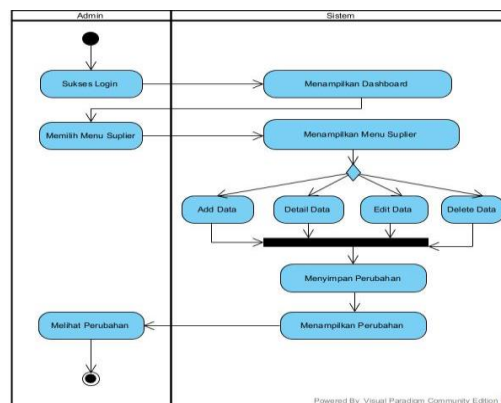 Admin
Sistem
Sukses Login
Menampilkan Dashboard
Memilih Menu Suplier
Menampilkan Menu Suplier
Add Data
Detail Data
Edit Data
Delete Data
Menyimpan Perubahan
Melihat Perubahan
Menampilkan Perubahan
Powered By Visual Paradigm Community Edition